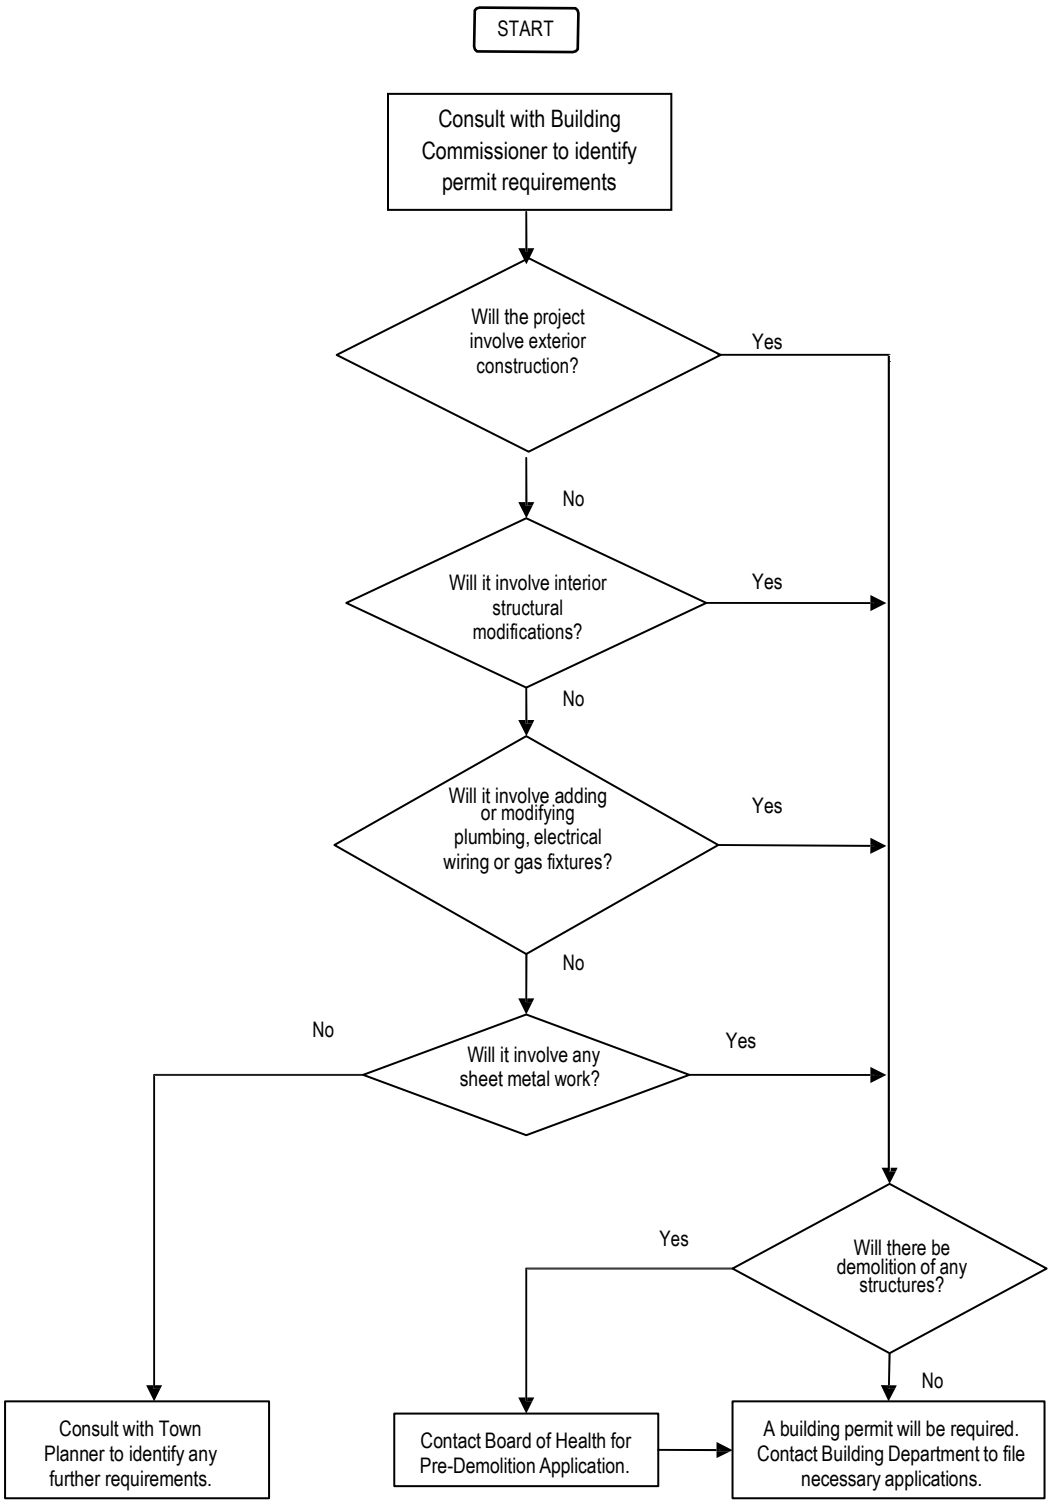 START
Consult with Building
Commissioner to identify
permit requirements
Will the project
involve exterior
construction?
Yes
No
Will it involve interior
structural
modifications?
Yes
No
Will it involve adding
or modifying
plumbing, electrical
wiring or gas fixtures?
Yes
No
Will it involve any
sheet metal work?
No
Yes
Will there be
demolition of any
structures?
Yes
No
Consult with Town
Planner to identify any
further requirements.
Contact Board of Health for
Pre-Demolition Application.
A building permit will be required.
Contact Building Department to file
necessary applications.